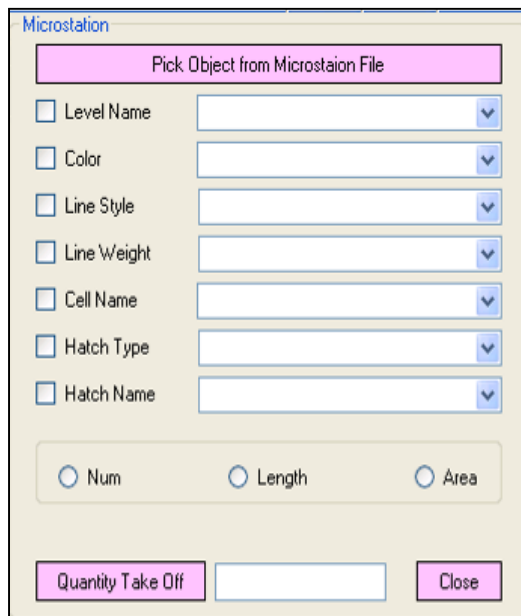 Microstation
Pick Object from Microstaion File
Level Name
Color
Line Style
Line Weight
Cell Name
Hatch Type
Hatch Name
Num Length Area
Quantity Take Off Close